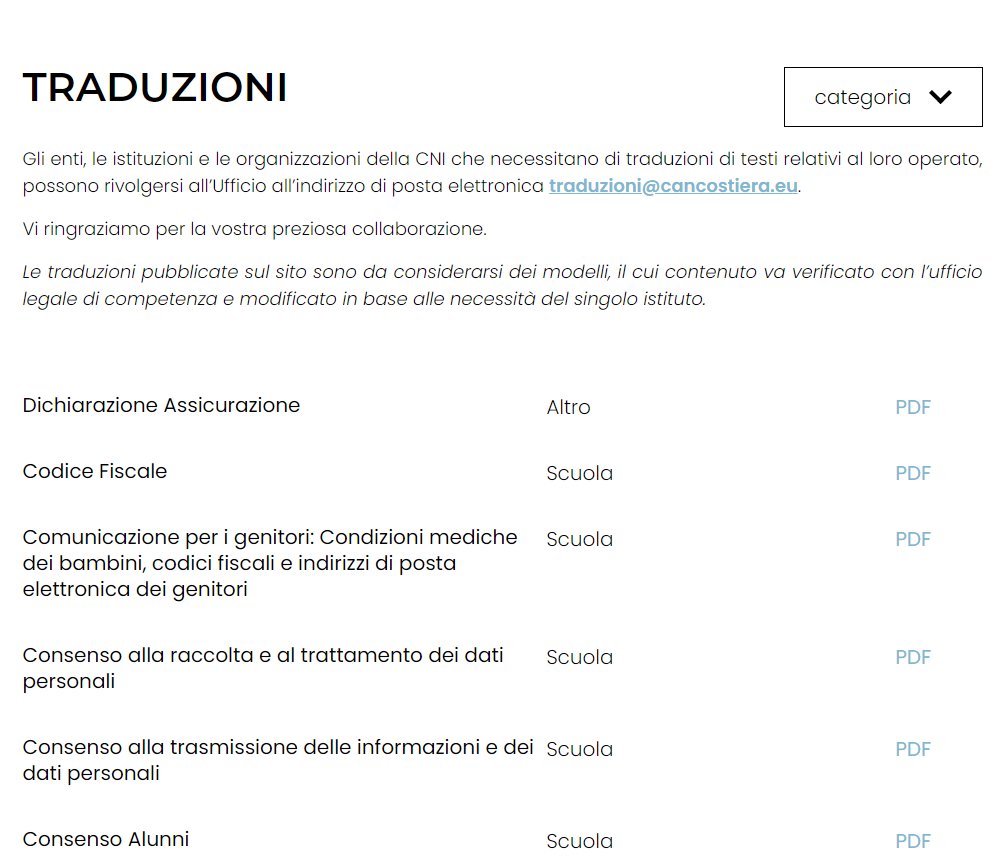 TRADUZIONI
categoria
Gli enti, le istituzioni e le organizzazioni della CNI che necessitano di traduzioni di testi relativi al loro operato,
possono rivolgersi all’Ufficio all’indirizzo di posta elettronica traduzioni@cancostiera.eu.
Vi ringraziamo per la vostra preziosa collaborazione.
Le traduzioni pubblicate sul sito sono da considerarsi dei modelli, il cui contenuto va verificato con l’ufficio
legale di competenza e modificato in base alle necessità del singolo istituto.
Dichiarazione Assicurazione
Altro
PDF
Codice Fiscale
Scuola
PDF
Comunicazione per i genitori: Condizioni mediche
dei bambini, codici fiscali e indirizzi di posta
elettronica dei genitori
Scuola
PDF
Consenso alla raccolta e al trattamento dei dati
personali
Scuola
PDF
Consenso alla trasmissione delle informazioni e dei
dati personali
Scuola
PDF
Consenso Alunni
Scuola
PDF